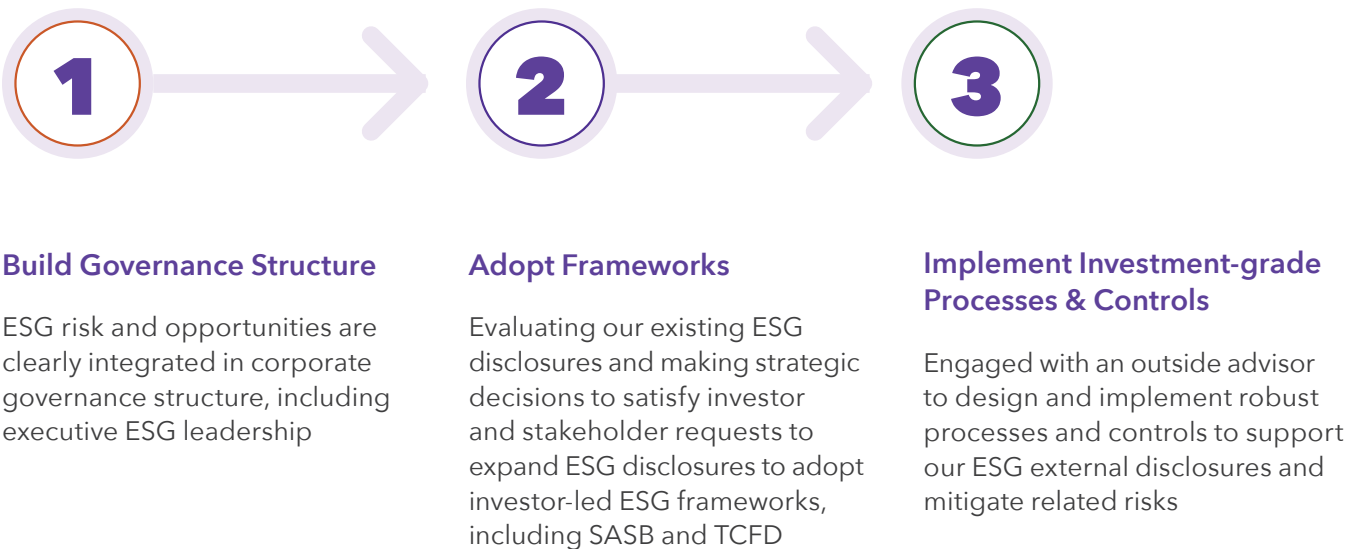 1
2
3
Build Governance Structure
ESG risk and opportunities are
clearly integrated in corporate
governance structure, including
executive ESG leadership
Adopt Frameworks
Evaluating our existing ESG
disclosures and making strategic
decisions to satisfy investor
and stakeholder requests to
expand ESG disclosures to adopt
investor-led ESG frameworks,
including SASB and TCFD
Implement Investment-grade
Processes & Controls
Engaged with an outside advisor
to design and implement robust
processes and controls to support
our ESG external disclosures and
mitigate related risks